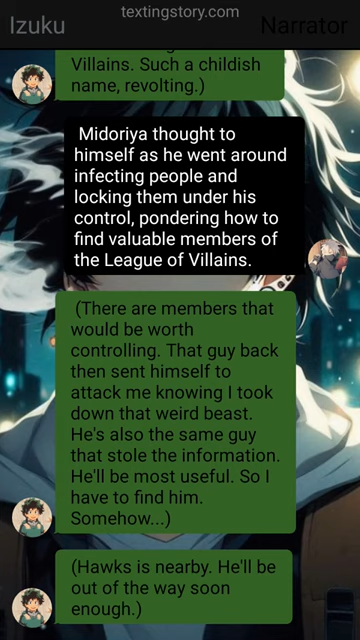 textingstory.com
Izuku
Narrator
Villains. Such a childish
name, revolting.)
Midoriya thought to
himself as he went around
infecting people and
locking them under his
control, pondering how to
find valuable members of
the League of Villains.
(There are members that
would be worth
controlling. That guy back
then sent himself to
attack me knowing I took
down that weird beast.
He's also the same guy
that stole the information.
He'll be most useful. So I
have to find him.
Somehow...)
(Hawks is nearby. He'll be
out of the way soon
enough.)